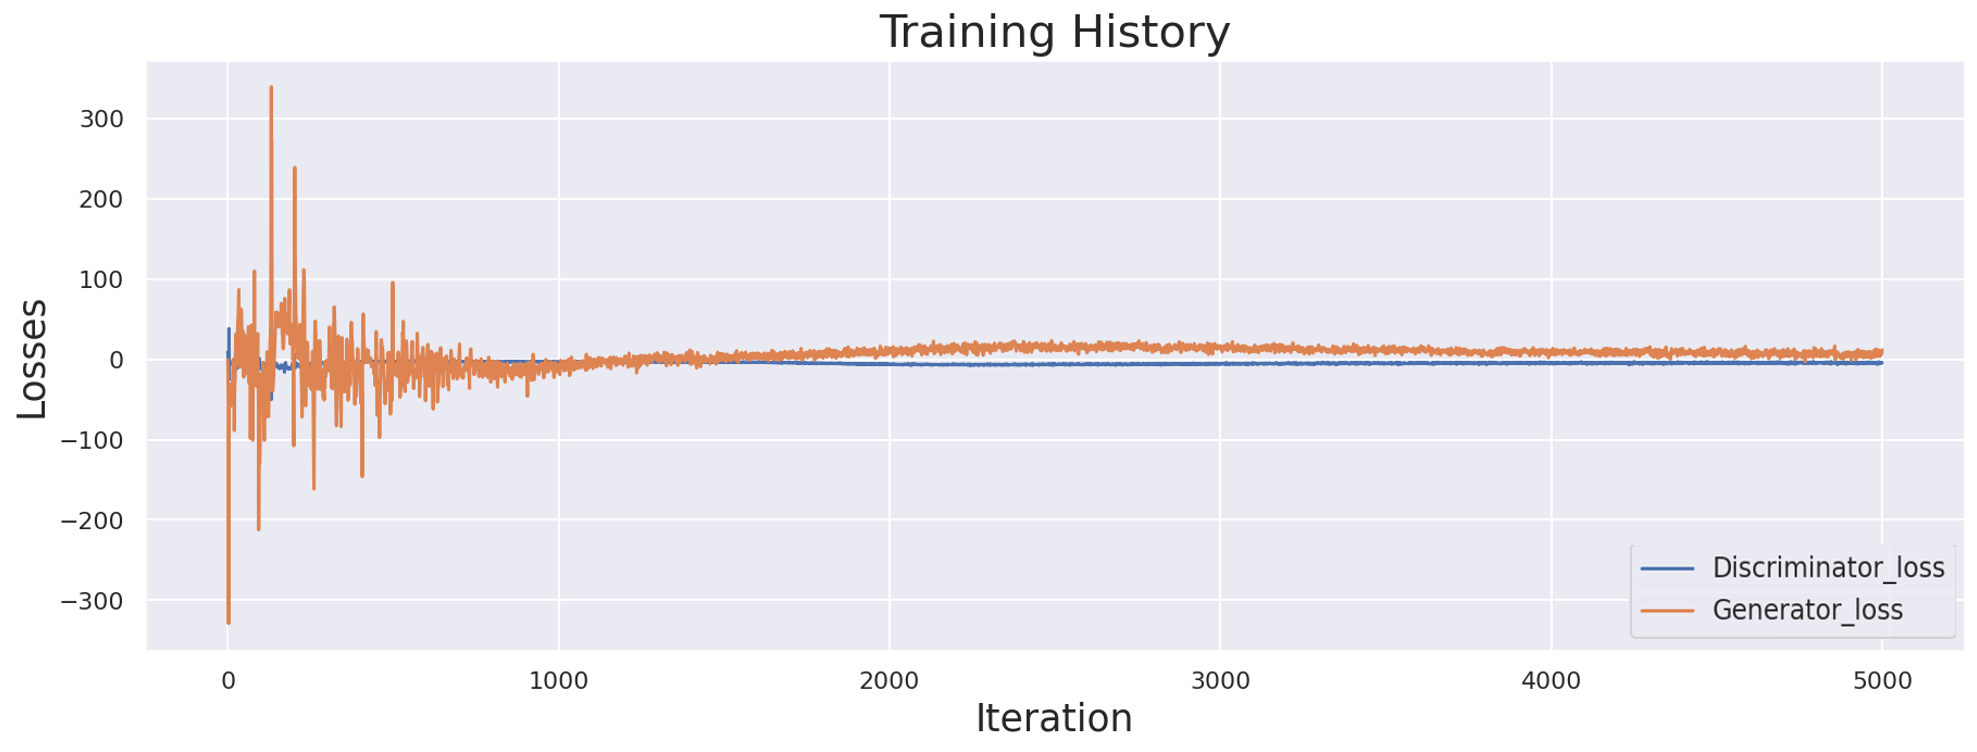 Training History
300
200
100
0
−100
−200
−300
Losses
0 1000 2000 3000 4000 5000
Iteration
Discriminator_loss
Generator_loss